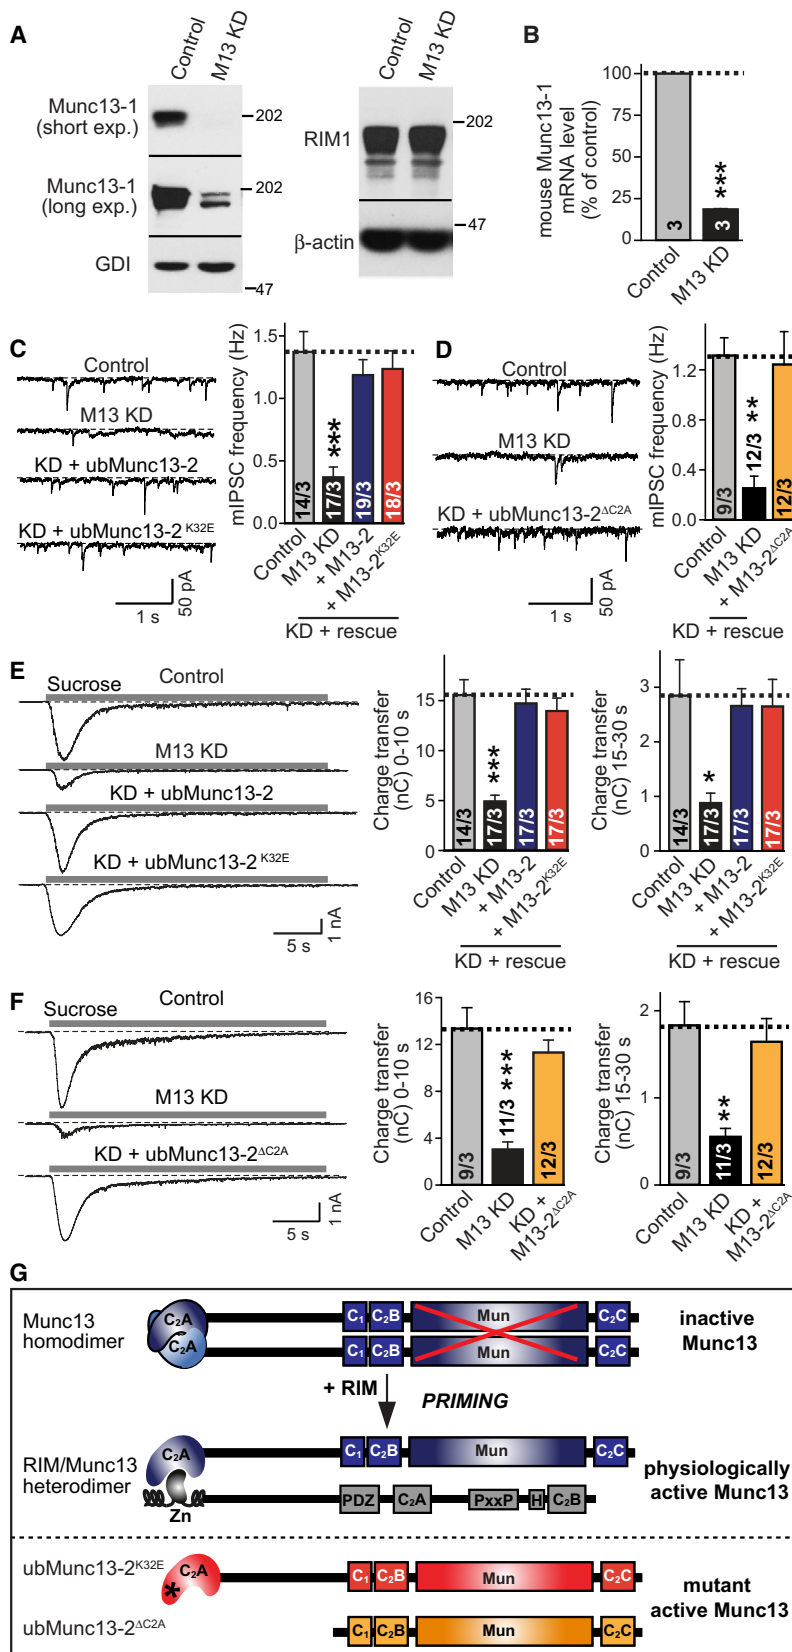 A
Control
M13 KD
Munc13-1
(short exp.)
202
Munc13-1
(long exp.)
202
GDI
47
Control
M13 KD
RIM1
202
β-actin
47
B
mouse Munc13-1
mRNA level
(% of control)
100
75
50
25
0
***
3
3
Control
M13 KD
C
Control
M13 KD
KD + ubMunc13-2
KD + ubMunc13-2 K32E
1 s
50 pA
mIPSC frequency (Hz)
1.5
1.0
0.5
0.0
***
14/3
17/3
19/3
18/3
Control
M13 KD
+ M13-2
+ M13-2K32E
KD + rescue
D
Control
M13 KD
KD + ubMunc13-2ΔC2A
1 s
50 pA
mIPSC frequency (Hz)
1.2
0.8
0.4
0.0
**
9/3
12/3
12/3
Control
M13 KD
+ M13-2ΔC2A
KD + rescue
E
Sucrose
Control
M13 KD
KD + ubMunc13-2
KD + ubMunc13-2 K32E
5 s
1 nA
Charge transfer
(nC) 0-10 s
15
10
5
0
***
14/3
17/3
17/3
17/3
Control
M13 KD
+ M13-2
+ M13-2K32E
KD + rescue
Charge transfer
(nC) 15-30 s
3
2
1
0
*
14/3
17/3
17/3
17/3
Control
M13 KD
+ M13-2
+ M13-2K32E
KD + rescue
F
Sucrose
Control
M13 KD
KD + ubMunc13-2ΔC2A
5 s
1 nA
Charge transfer
(nC) 0-10 s
16
12
8
4
0
***
9/3
11/3
12/3
Control
M13 KD
KD +
M13-2ΔC2A
Charge transfer
(nC) 15-30 s
2
1
0
**
9/3
11/3
12/3
Control
M13 KD
KD +
M13-2ΔC2A
G
Munc13
homodimer
C2A
C2A
C1 C2B Mun C2C
C1 C2B Mun C2C
inactive
Munc13
+ RIM
PRIMING
RIM/Munc13
heterodimer
C2A
Zn
C1 C2B Mun C2C
PDZ C2A PxxP H C2B
physiologically
active Munc13
ubMunc13-2K32E
C2A
*
C1 C2B Mun C2C
ubMunc13-2ΔC2A
C1 C2B Mun C2C
mutant
active Munc13